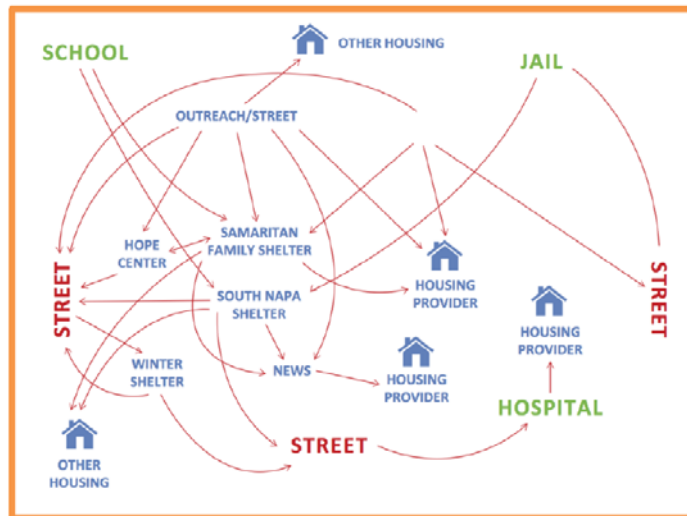 SCHOOL
OTHER HOUSING
JAIL
OUTREACH/STREET
SAMARITAN
FAMILY SHELTER
HOPE
CENTER
STREET
SOUTH NAPA
SHELTER
HOUSING
PROVIDER
STREET
HOUSING
PROVIDER
WINTER
SHELTER
NEWS
HOUSING
PROVIDER
HOSPITAL
STREET
OTHER
HOUSING